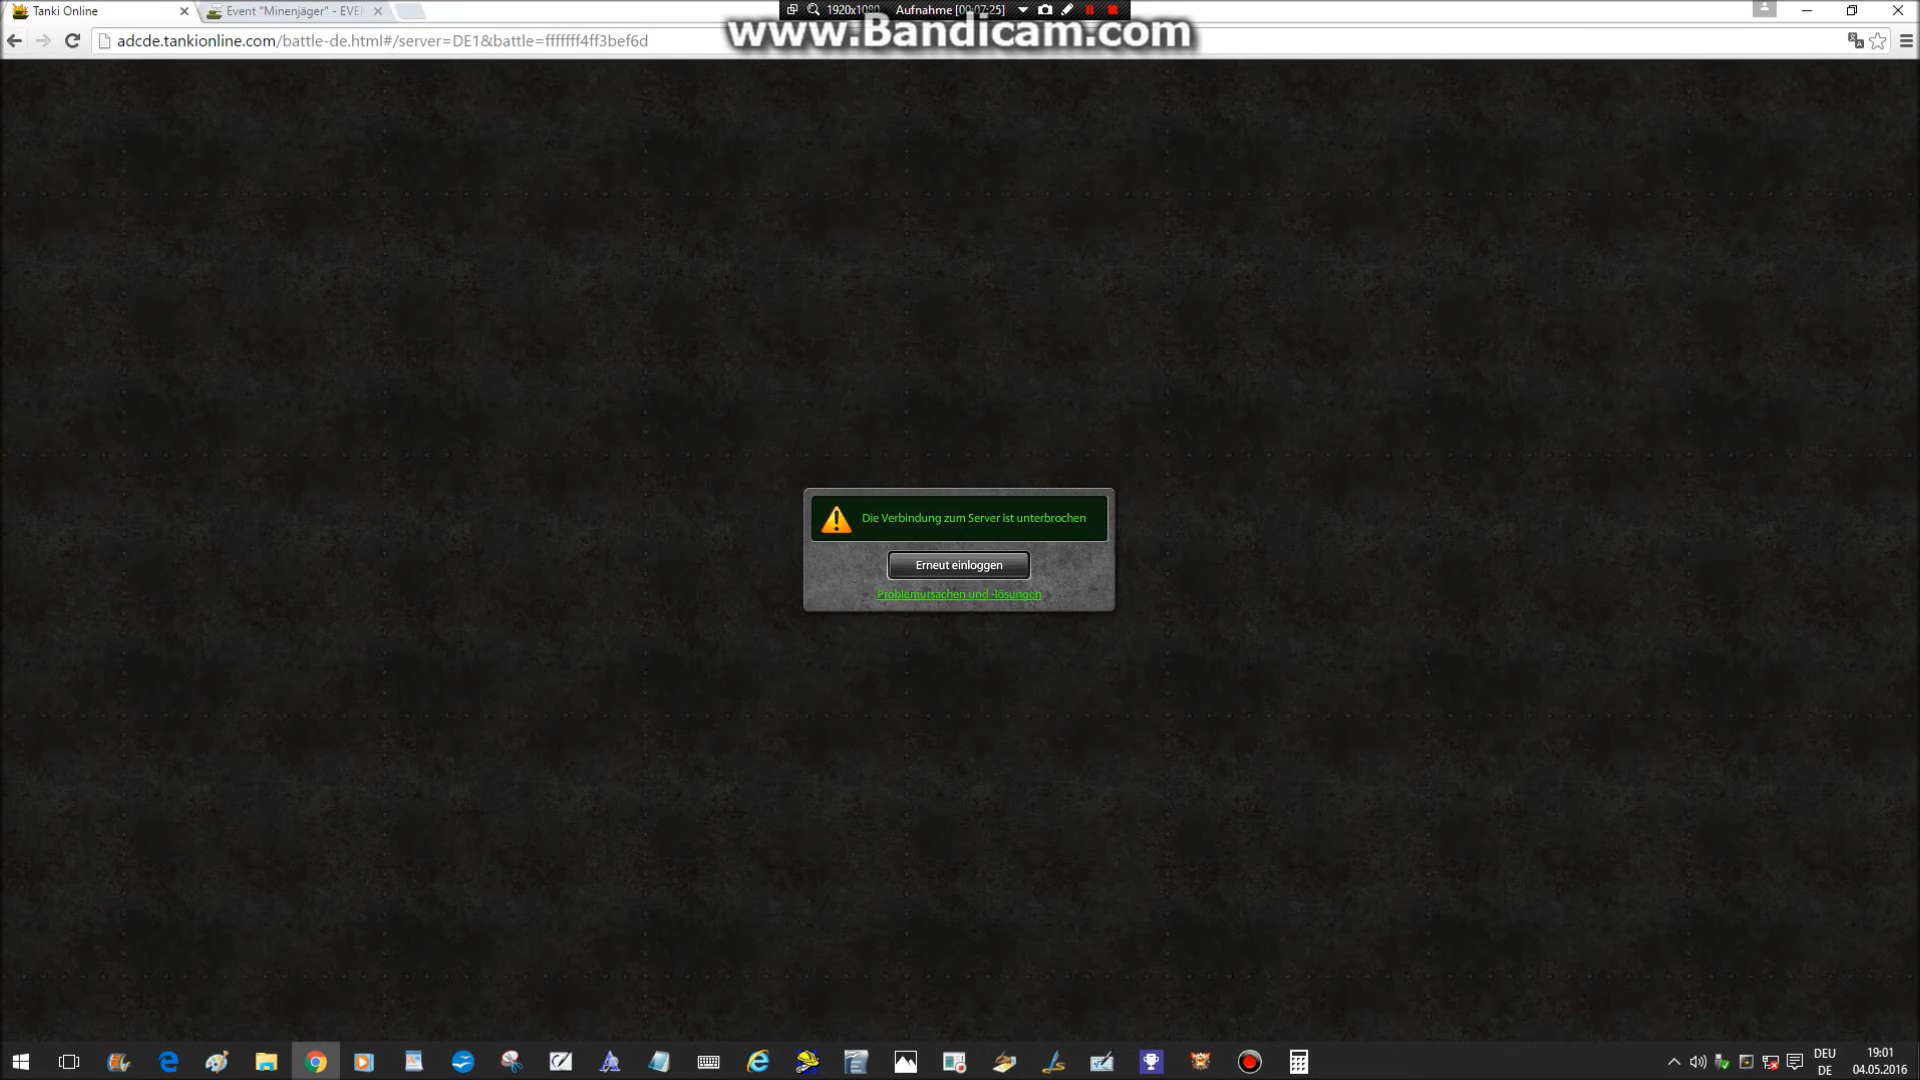 Tanki Online
Event "Minenjäger" - EVE
1920x1080 Aufnahme [00:07:25]
www.Bandicam.com
adcde.tankionline.com/battle-de.html#/server=DE1&battle=fffffff4ff3bef6d
Die Verbindung zum Server ist unterbrochen
Erneut einloggen
Problemursachen und -lösungen
DEU
DE
19:01
04.05.2016